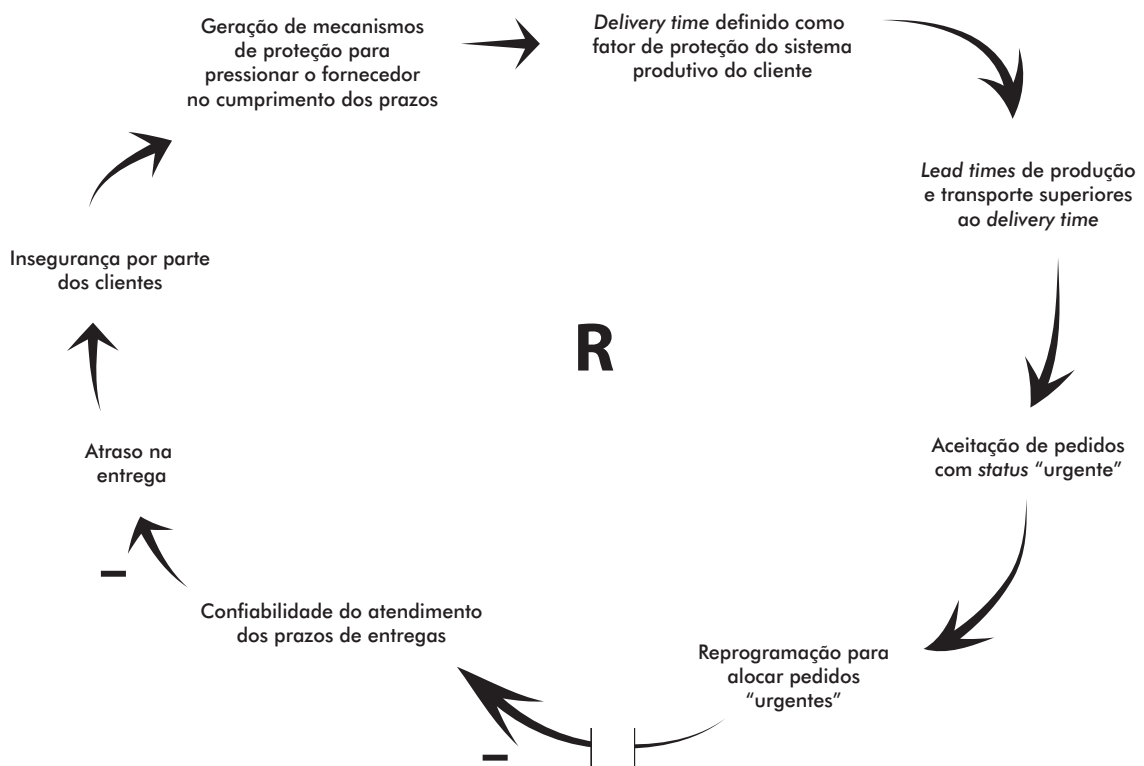 Geração de mecanismos
de proteção para
pressionar o fornecedor
no cumprimento dos prazos
Delivery time definido como
fator de proteção do sistema
produtivo do cliente
Lead times de produção
e transporte superiores
ao delivery time
Insegurança por parte
dos clientes
R
Aceitação de pedidos
com status “urgente”
Atraso na
entrega
–
Confiabilidade do atendimento
dos prazos de entregas
Reprogramação para
alocar pedidos
“urgentes”
–